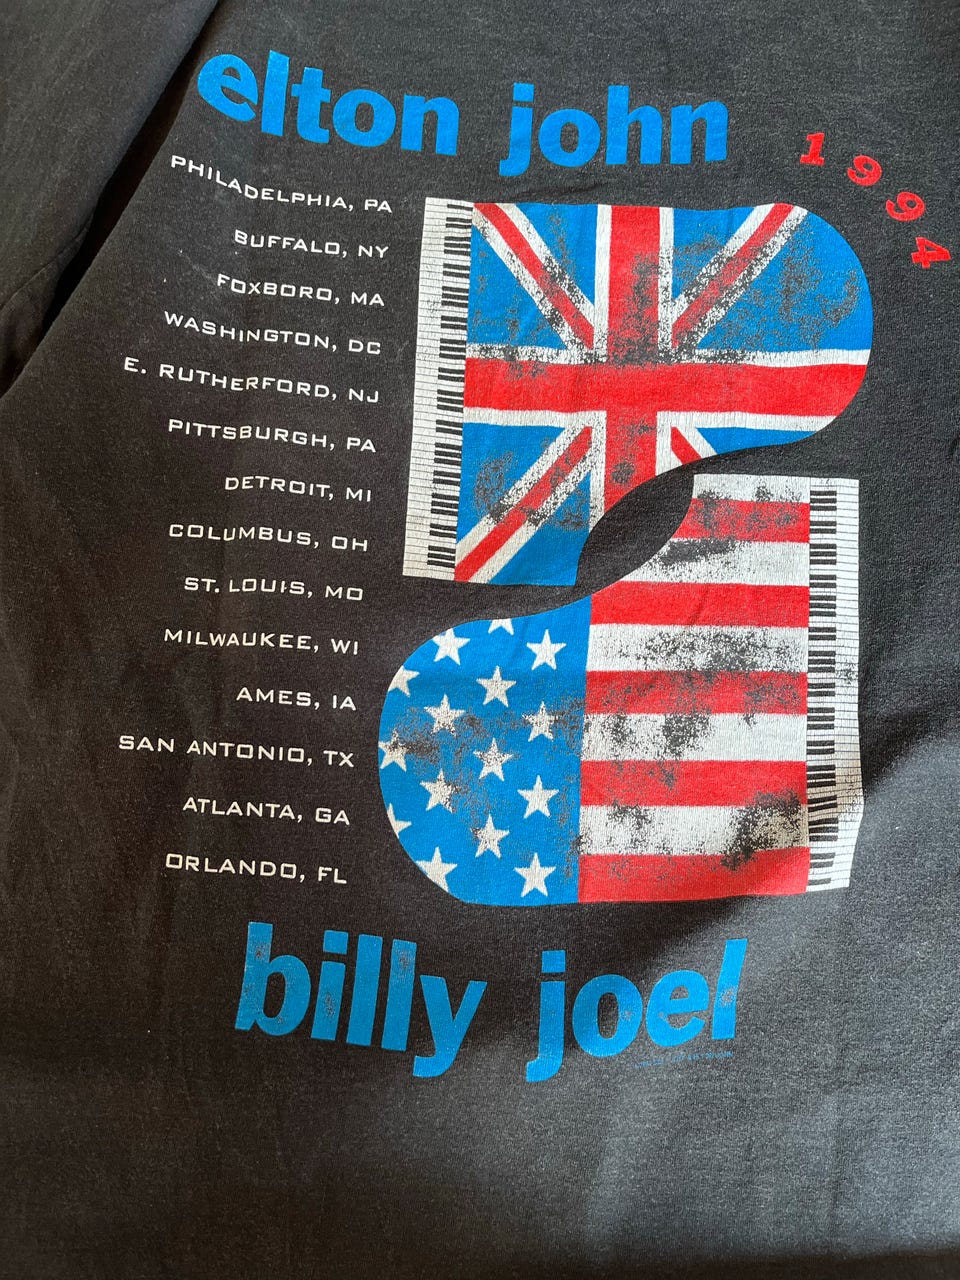 elton john
1994
PHILADELPHIA, PA
BUFFALO, NY
FOXBORO, MA
WASHINGTON, DC
E. RUTHERFORD, NJ
PITTSBURGH, PA
DETROIT, MI
COLUMBUS, OH
ST. LOUIS, MO
MILWAUKEE, WI
AMES, IA
SAN ANTONIO, TX
ATLANTA, GA
ORLANDO, FL
billy joel